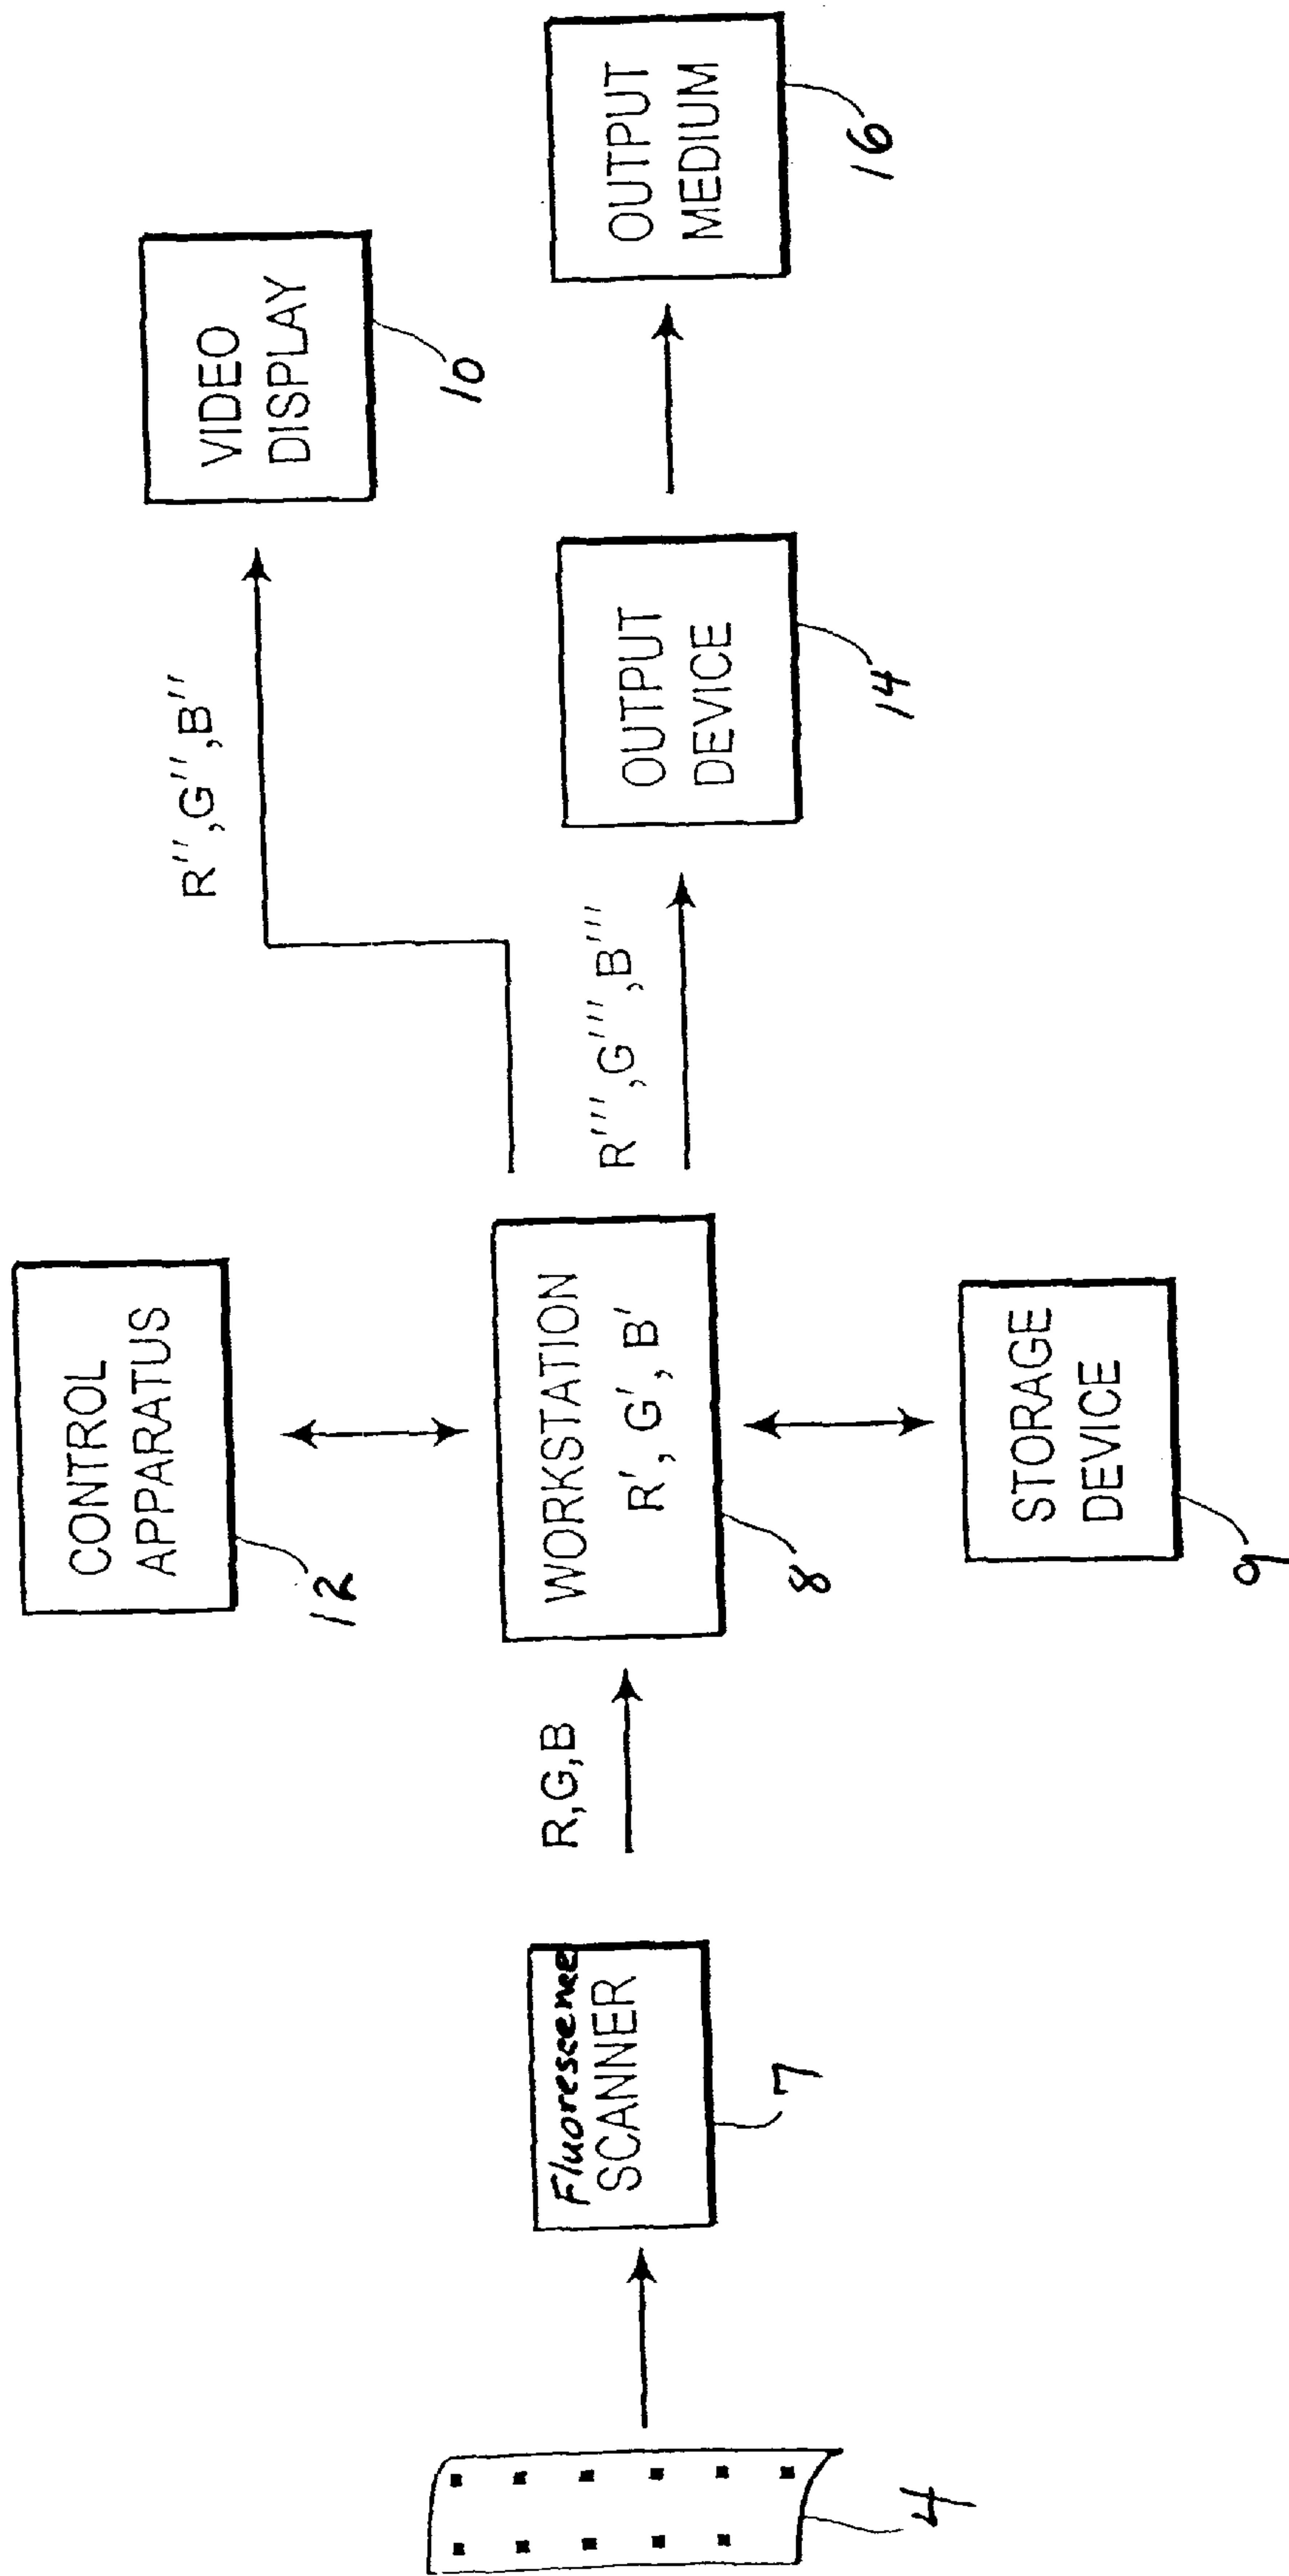 CONTROL
APPARATUS
12
VIDEO
DISPLAY
10
R'',G'',B''
Fluorescence
SCANNER
7
R,G,B
WORKSTATION
R', G', B'
8
R''',G''',B'''
OUTPUT
DEVICE
14
OUTPUT
MEDIUM
16
4
STORAGE
DEVICE
9